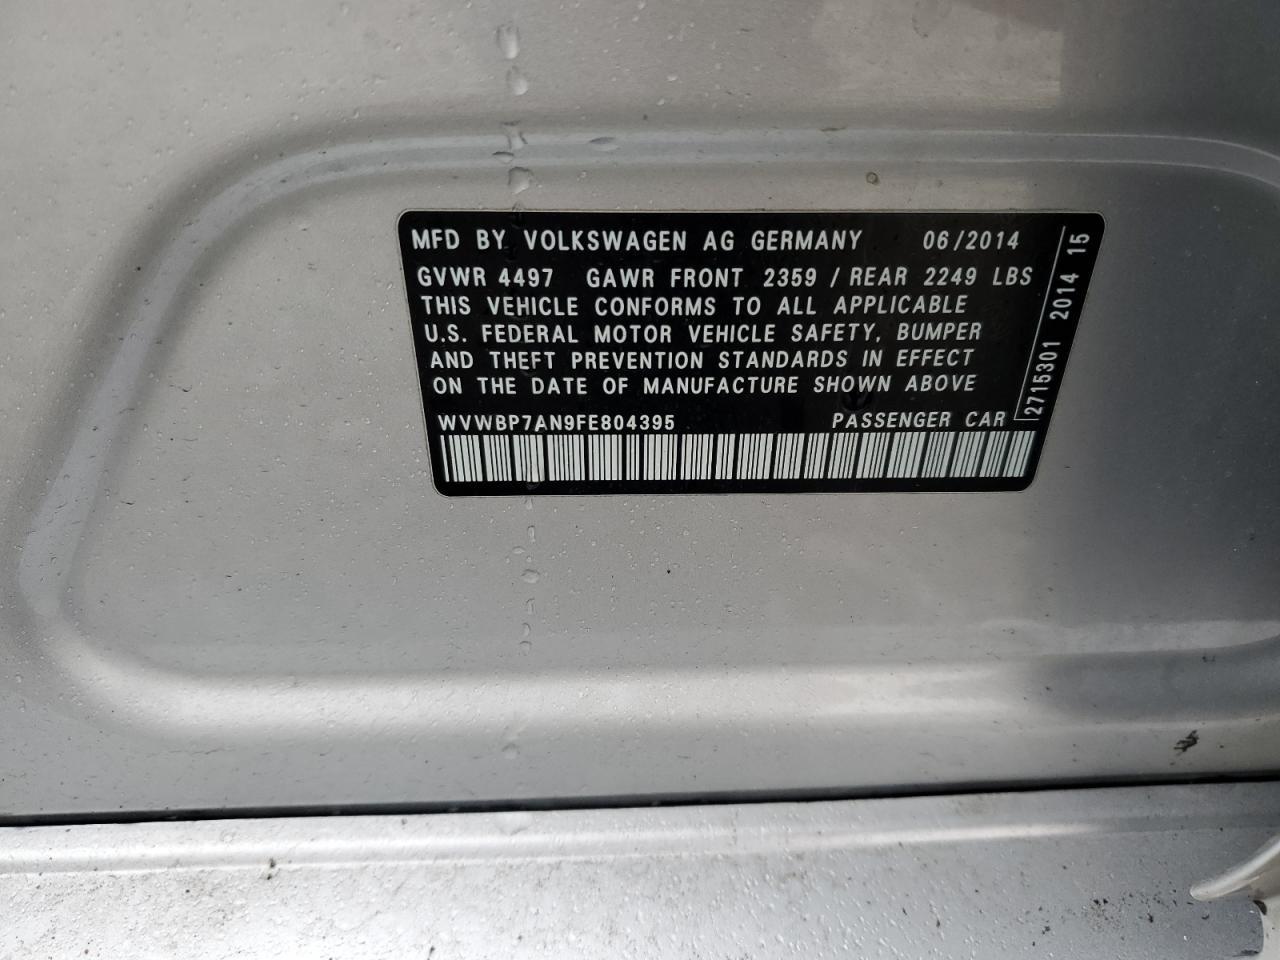 MFD BY VOLKSWAGEN AG GERMANY 06/2014
GVWR 4497 GAWR FRONT 2359 / REAR 2249 LBS
THIS VEHICLE CONFORMS TO ALL APPLICABLE
U.S. FEDERAL MOTOR VEHICLE SAFETY, BUMPER
AND THEFT PREVENTION STANDARDS IN EFFECT
ON THE DATE OF MANUFACTURE SHOWN ABOVE
WVWBP7AN9FE804395 PASSENGER CAR
2715301 2014 15